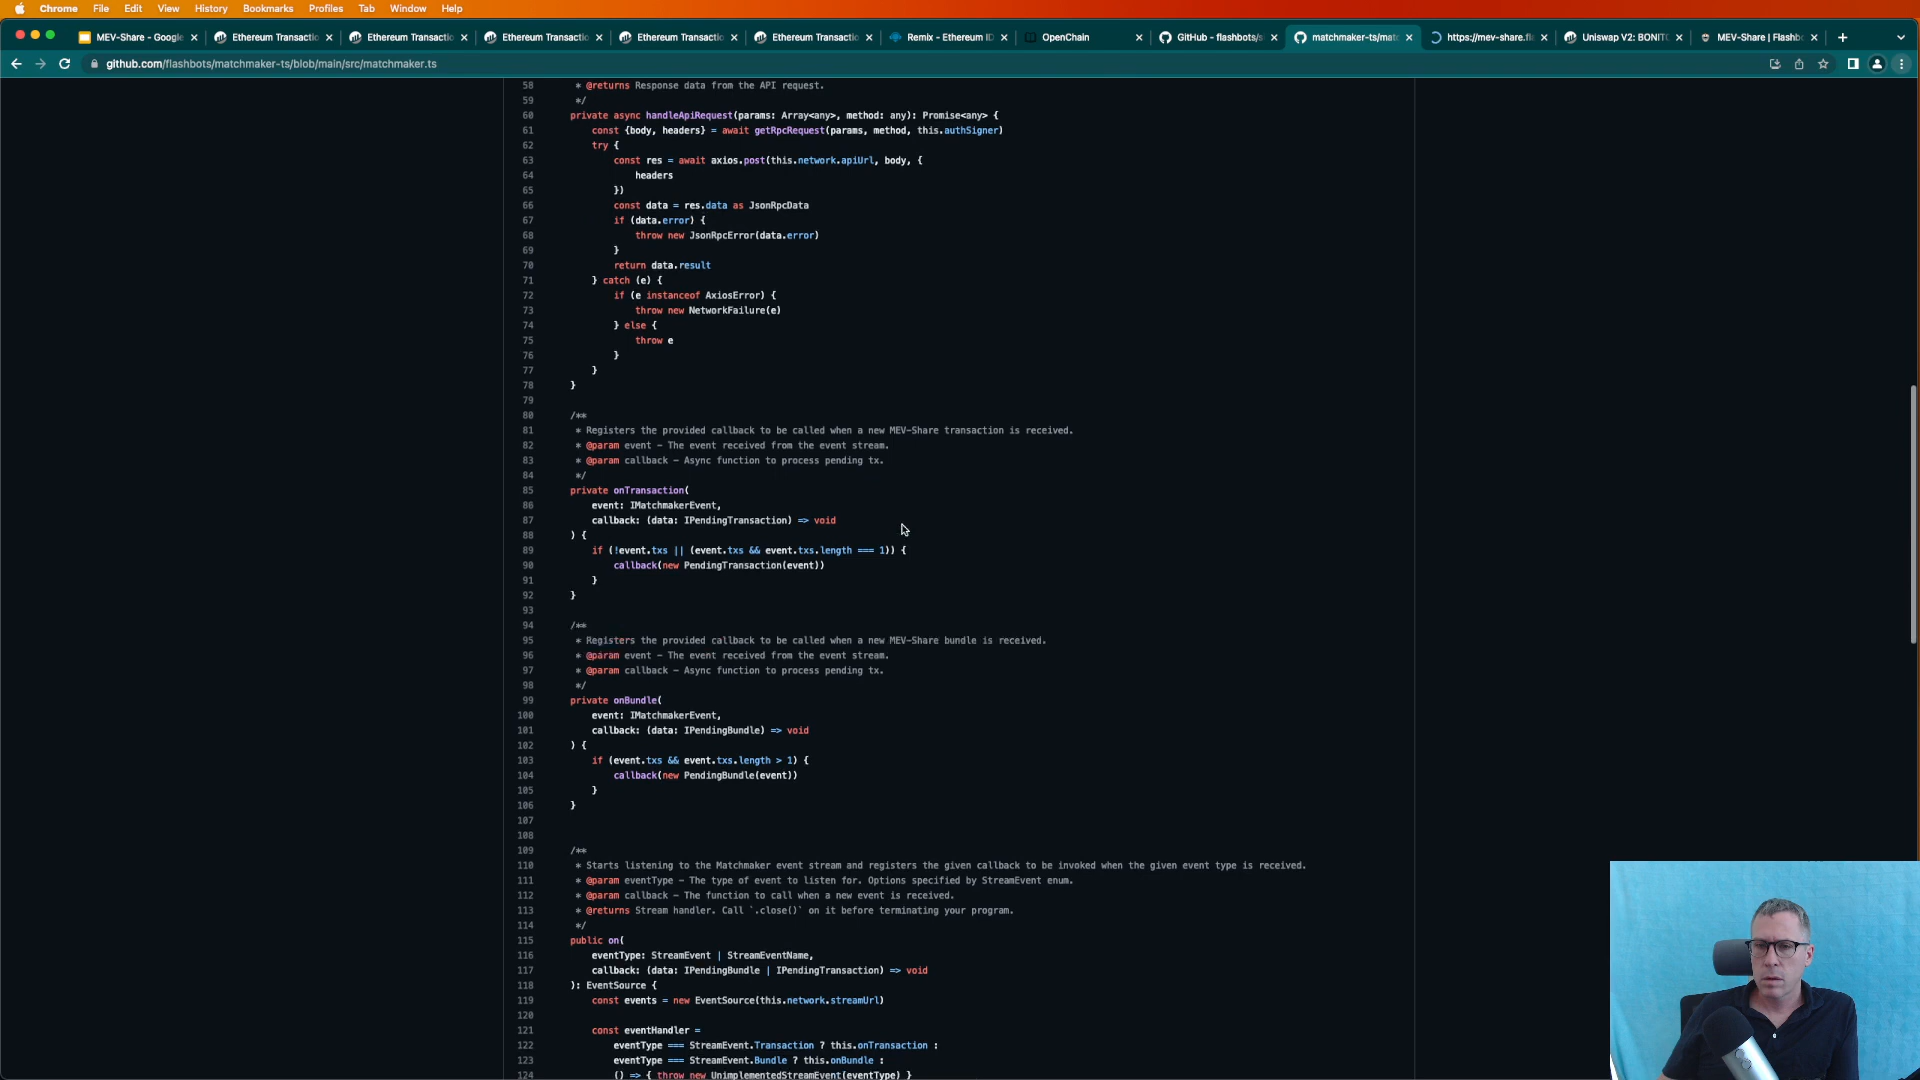 Chrome File Edit View History Bookmarks Profiles Tab Window Help
MEV-Share - Google Ethereum Transactio Ethereum Transactio Ethereum Transactio Ethereum Transactio Ethereum Transactio Remix - Ethereum ID OpenChain GitHub - flashbots/s matchmaker-ts/matc https://mev-share.fl Uniswap V2: BONITO MEV-Share | Flashbo
github.com/flashbots/matchmaker-ts/blob/main/src/matchmaker.ts
58 * @returns Response data from the API request.
59 */
60 private async handleApiRequest(params: Array<any>, method: any): Promise<any> {
61 const {body, headers} = await getRpcRequest(params, method, this.authSigner)
62 try {
63 const res = await axios.post(this.network.apiUrl, body, {
64 headers
65 })
66 const data = res.data as JsonRpcData
67 if (data.error) {
68 throw new JsonRpcError(data.error)
69 }
70 return data.result
71 } catch (e) {
72 if (e instanceof AxiosError) {
73 throw new NetworkFailure(e)
74 } else {
75 throw e
76 }
77 }
78 }
79
80 /**
81 * Registers the provided callback to be called when a new MEV-Share transaction is received.
82 * @param event - The event received from the event stream.
83 * @param callback - Async function to process pending tx.
84 */
85 private onTransaction(
86 event: IMatchmakerEvent,
87 callback: (data: IPendingTransaction) => void
88 ) {
89 if (!event.txs || (event.txs && event.txs.length === 1)) {
90 callback(new PendingTransaction(event))
91 }
92 }
93
94 /**
95 * Registers the provided callback to be called when a new MEV-Share bundle is received.
96 * @param event - The event received from the event stream.
97 * @param callback - Async function to process pending tx.
98 */
99 private onBundle(
100 event: IMatchmakerEvent,
101 callback: (data: IPendingBundle) => void
102 ) {
103 if (event.txs && event.txs.length > 1) {
104 callback(new PendingBundle(event))
105 }
106 }
107
108
109 /**
110 * Starts listening to the Matchmaker event stream and registers the given callback to be invoked when the given event type is received.
111 * @param eventType - The type of event to listen for. Options specified by StreamEvent enum.
112 * @param callback - The function to call when a new event is received.
113 * @returns Stream handler. Call `.close()` on it before terminating your program.
114 */
115 public on(
116 eventType: StreamEvent | StreamEventName,
117 callback: (data: IPendingBundle | IPendingTransaction) => void
118 ): EventSource {
119 const events = new EventSource(this.network.streamUrl)
120
121 const eventHandler =
122 eventType === StreamEvent.Transaction ? this.onTransaction :
123 eventType === StreamEvent.Bundle ? this.onBundle :
124 () => { throw new UnimplementedStreamEvent(eventType) }